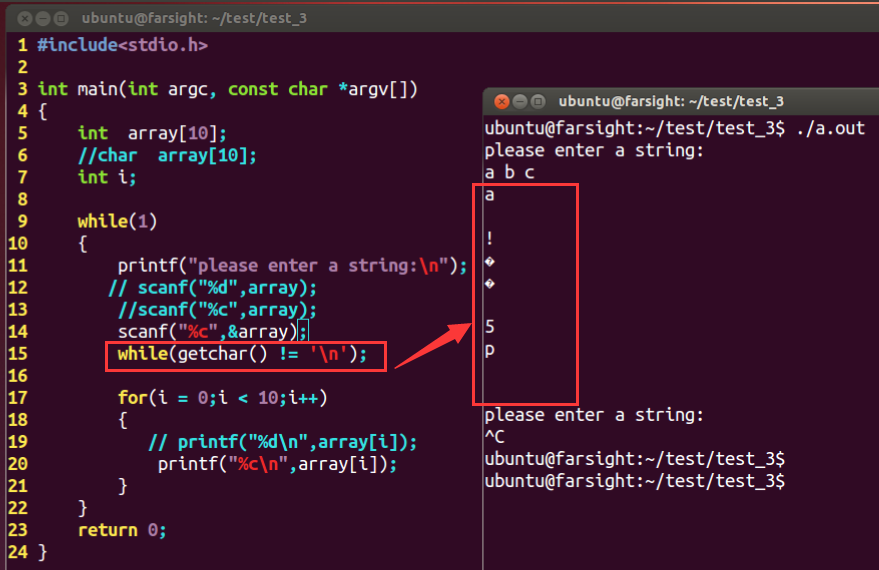 ubuntu@farsight: ~/test/test_3
1 #include<stdio.h>
2
3 int main(int argc, const char *argv[])
4 {
5     int  array[10];
6     //char  array[10];
7     int i;
8
9     while(1)
10     {
11         printf("please enter a string:\n");
12        // scanf("%d",array);
13         //scanf("%c",array);
14         scanf("%c",&array);
15         while(getchar() != '\n');
16
17         for(i = 0;i < 10;i++)
18         {
19            // printf("%d\n",array[i]);
20             printf("%c\n",array[i]);
21         }
22     }
23     return 0;
24 }
ubuntu@farsight: ~/test/test_3
ubuntu@farsight:~/test/test_3$ ./a.out
please enter a string:
a b c
a
!
�
�
5
p
please enter a string:
^C
ubuntu@farsight:~/test/test_3$
ubuntu@farsight:~/test/test_3$